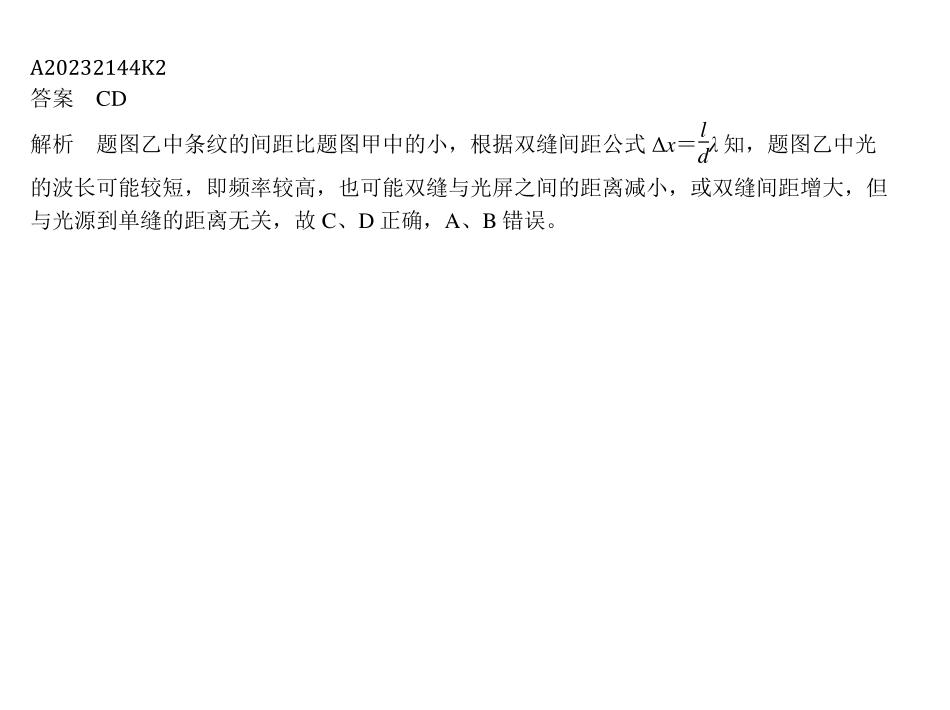 A20232144K2
答案　CD
解析　题图乙中条纹的间距比题图甲中的小，根据双缝间距公式 Δx＝l/dλ 知，题图乙中光
的波长可能较短，即频率较高，也可能双缝与光屏之间的距离减小，或双缝间距增大，但
与光源到单缝的距离无关，故 C、D 正确，A、B 错误。